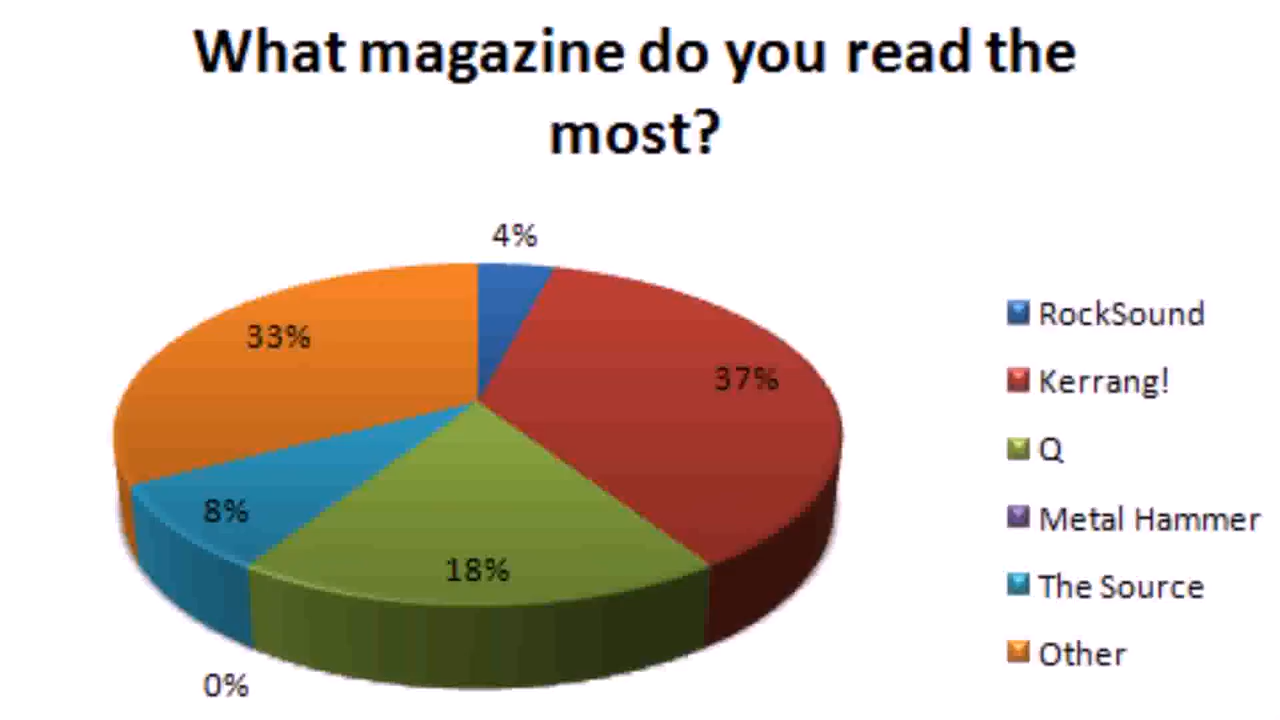 What magazine do you read the
most?
4%
33%
37%
8%
18%
0%
RockSound
Kerrang!
Q
Metal Hammer
The Source
Other